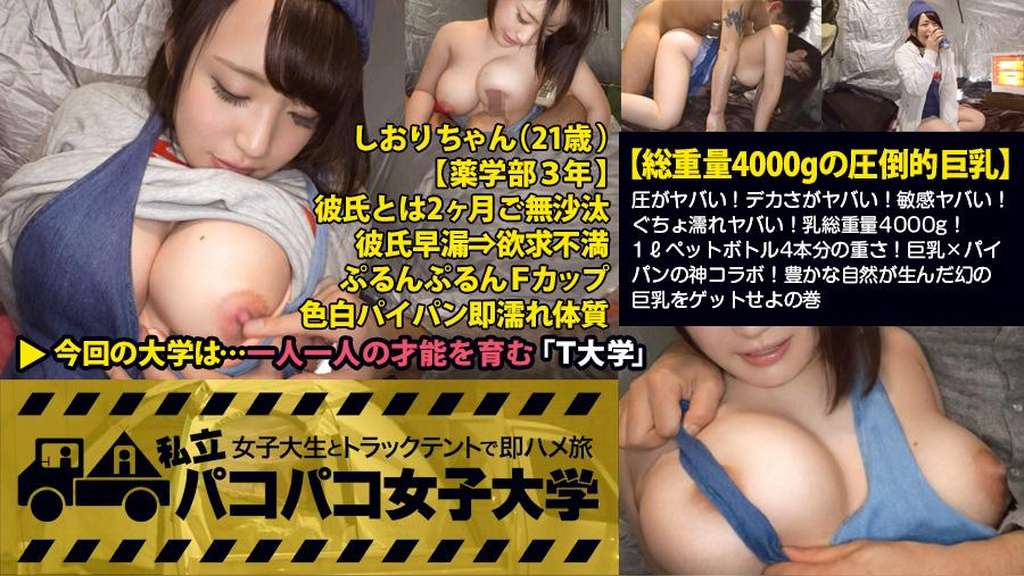 しおりちゃん（21歳）
【薬学部３年】
彼氏とは2ヶ月ご無沙汰
彼氏早漏⇒欲求不満
ぷるんぷるんFカップ
色白パイパン即濡れ体質
▶今回の大学は…一人一人の才能を育む「T大学」
私立 女子大生とトラックテントで即ハメ旅
パコパコ女子大学
【総重量4000gの圧倒的巨乳】
圧がヤバい！デカさがヤバい！敏感ヤバい！
ぐちょ濡れヤバい！乳総重量4000g！
1ℓペットボトル4本分の重さ！巨乳×パイ
パンの神コラボ！豊かな自然が生んだ幻の
巨乳をゲットせよの巻